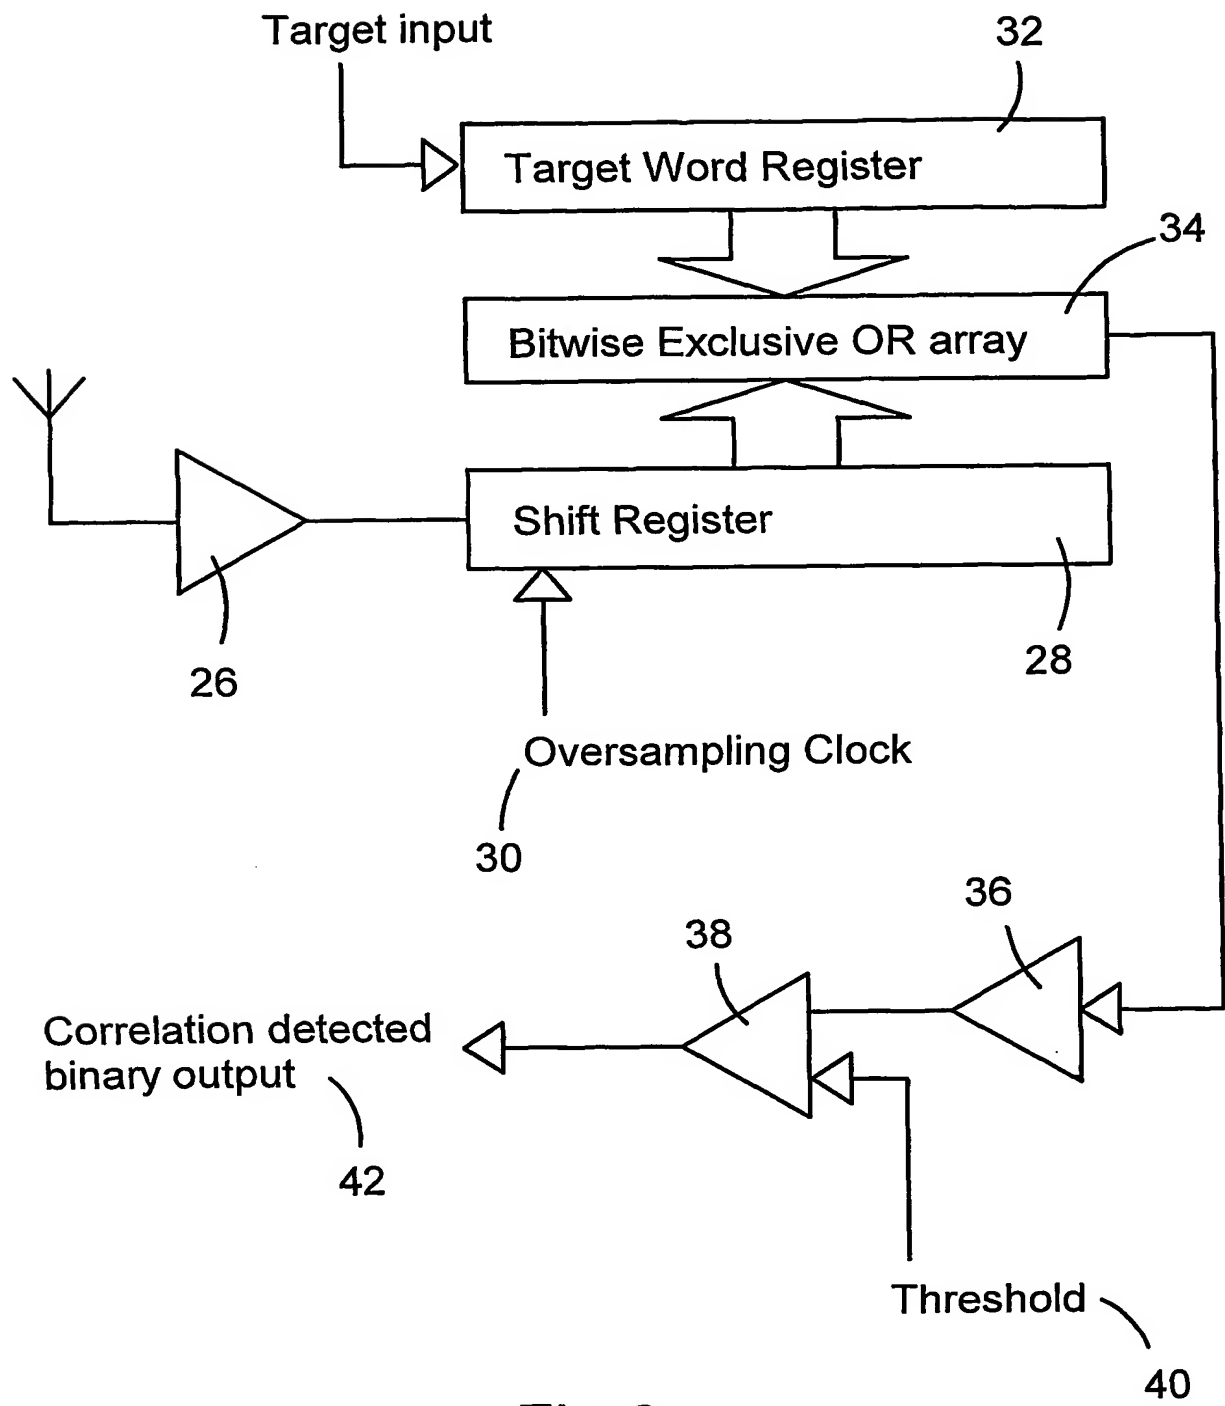 Target input
32
Target Word Register
34
Bitwise Exclusive OR array
Shift Register
26
28
Oversampling Clock
30
36
38
Correlation detected
binary output
42
Threshold
40